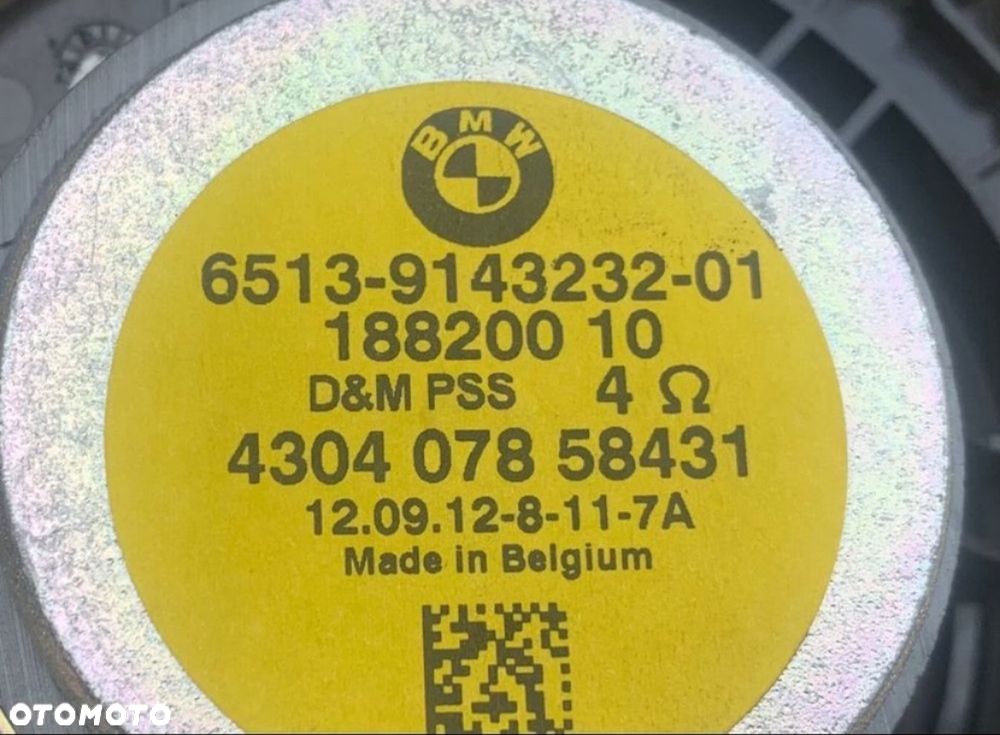 BMW
6513-9143232-01
188200 10
D&M PSS 4 Ω
4304 078 58431
12.09.12-8-11-7A
Made in Belgium
OTOMOTO